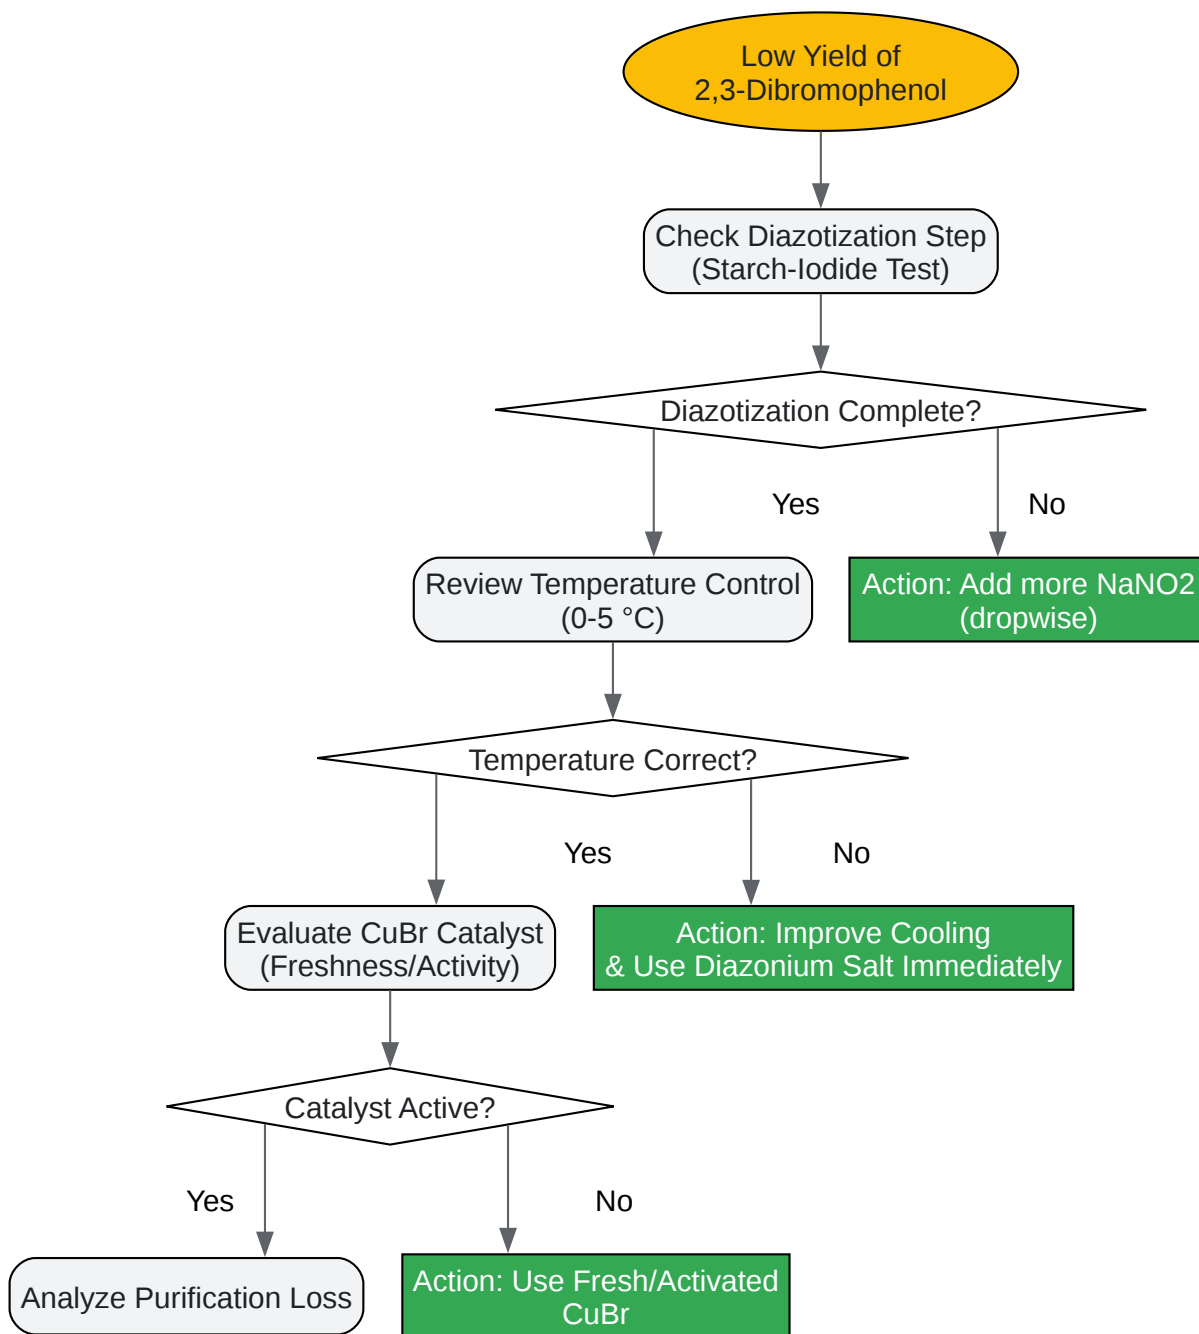 Low Yield of
2,3-Dibromophenol
Check Diazotization Step
(Starch-Iodide Test)
Diazotization Complete?
Yes
No
Review Temperature Control
(0-5 °C)
Action: Add more NaNO2
(dropwise)
Temperature Correct?
Yes
No
Evaluate CuBr Catalyst
(Freshness/Activity)
Action: Improve Cooling
& Use Diazonium Salt Immediately
Catalyst Active?
Yes
No
Analyze Purification Loss
Action: Use Fresh/Activated
CuBr